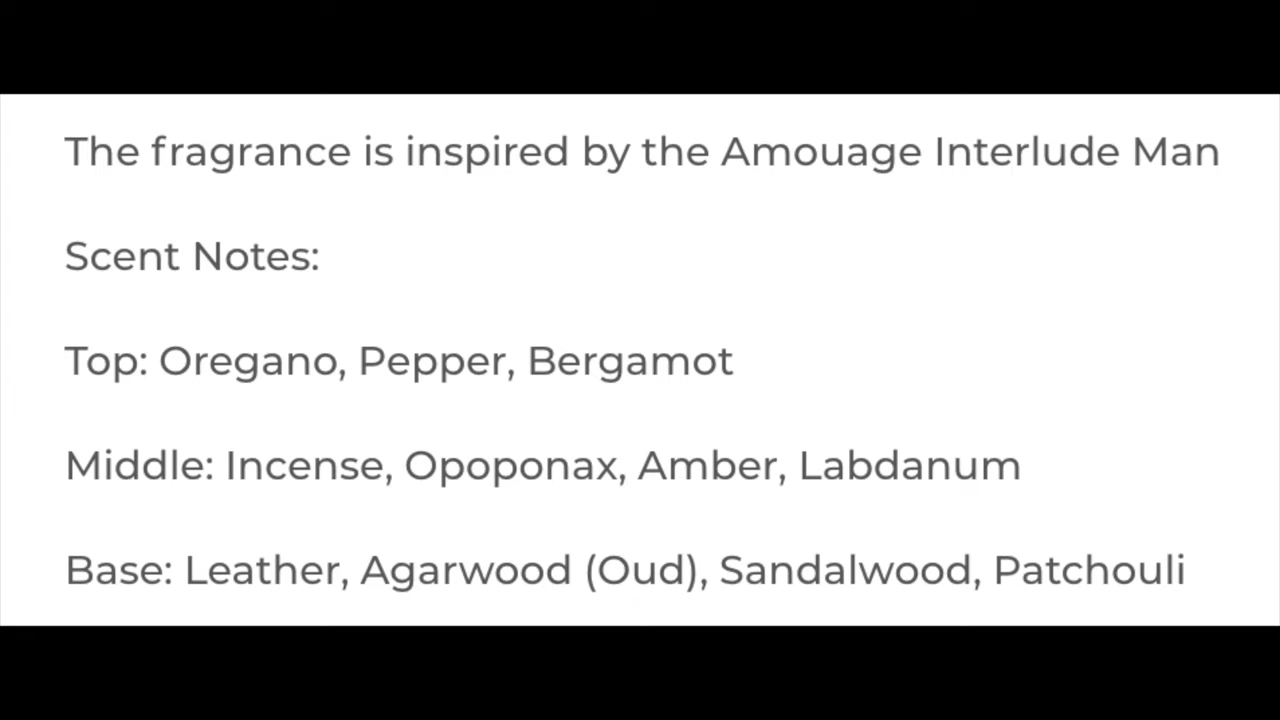 The fragrance is inspired by the Amouage Interlude Man
Scent Notes:
Top: Oregano, Pepper, Bergamot
Middle: Incense, Opoponax, Amber, Labdanum
Base: Leather, Agarwood (Oud), Sandalwood, Patchouli